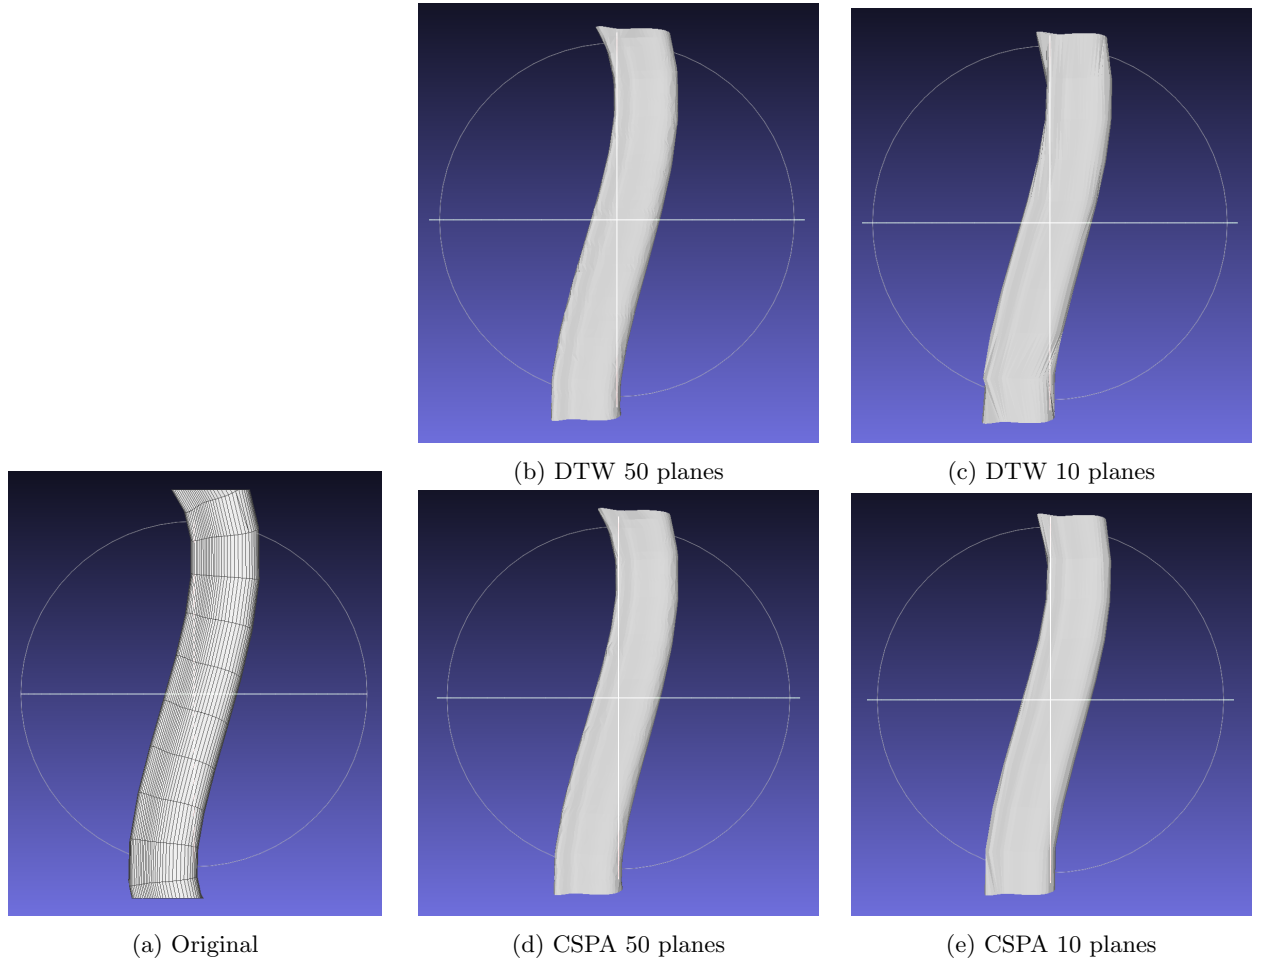 (b) DTW 50 planes
(c) DTW 10 planes
(a) Original
(d) CSPA 50 planes
(e) CSPA 10 planes